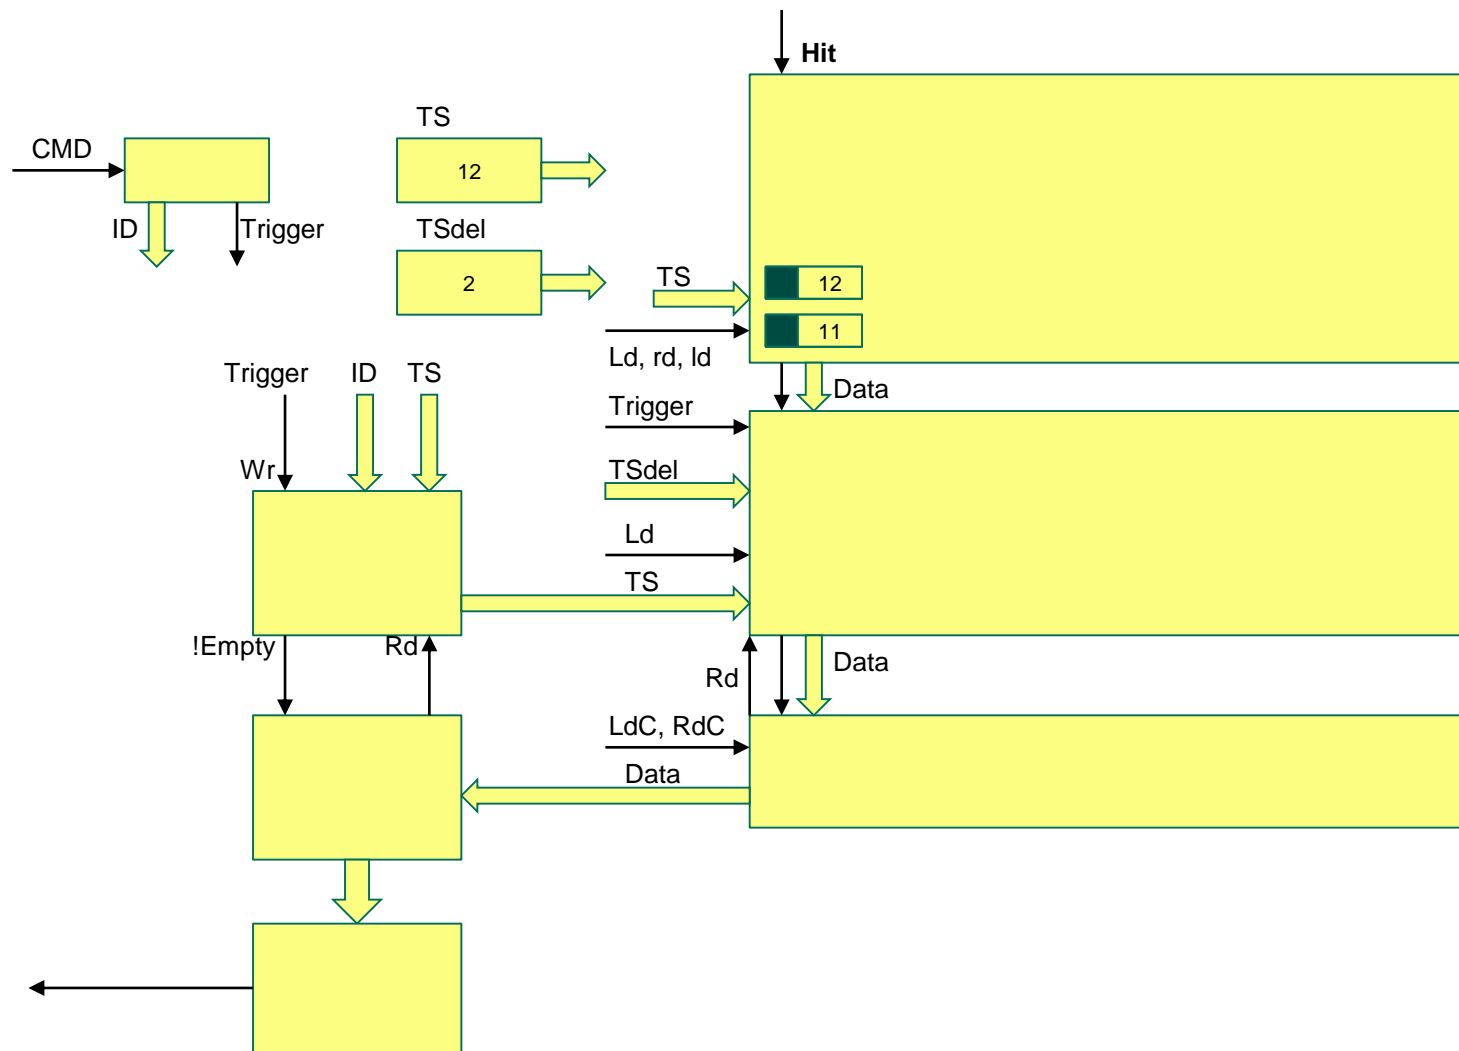 Hit
TS
CMD
12
ID
Trigger
TSdel
2
TS
12
11
Ld, rd, ld
Trigger
ID
TS
Data
Trigger
Wr
TSdel
Ld
TS
!Empty
Rd
Rd
Data
LdC, RdC
Data